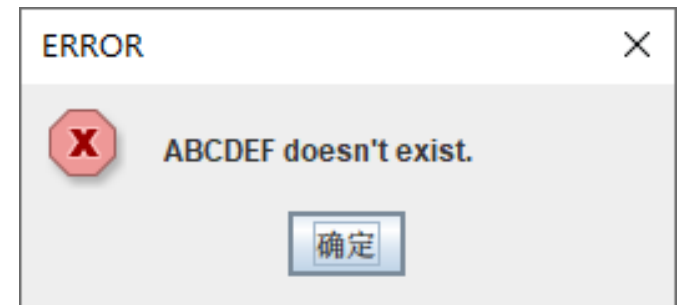 ERROR
ABCDEF doesn't exist.
确定